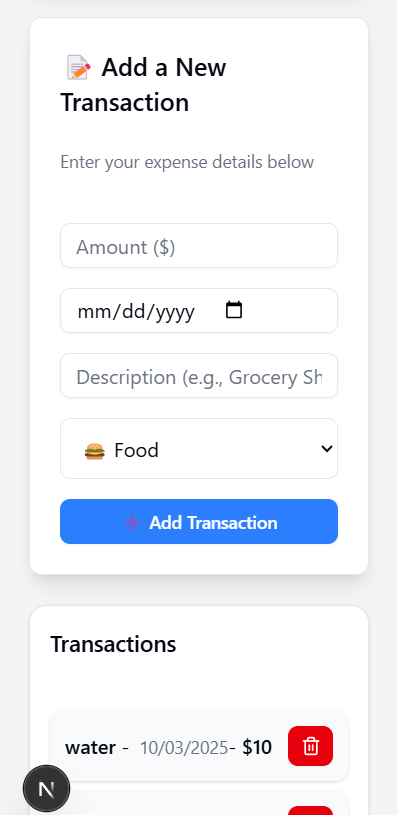 📝 Add a New
Transaction
Enter your expense details below
Amount ($)
mm/dd/yyyy
Description (e.g., Grocery Sh
🍔 Food
➕ Add Transaction
Transactions
water - 10/03/2025- $10
N